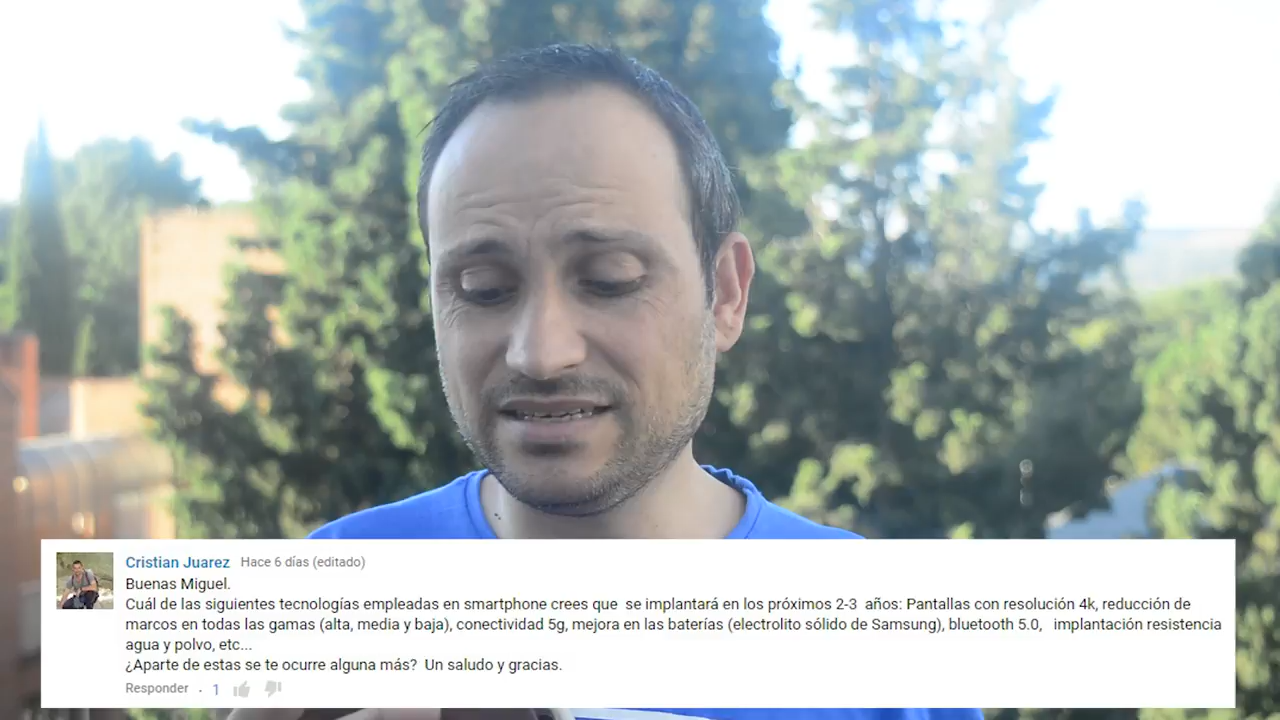 Cristian Juarez Hace 6 días (editado)
Buenas Miguel.
Cuál de las siguientes tecnologías empleadas en smartphone crees que se implantará en los próximos 2-3 años: Pantallas con resolución 4k, reducción de
marcos en todas las gamas (alta, media y baja), conectividad 5g, mejora en las baterías (electrolito sólido de Samsung), bluetooth 5.0, implantación resistencia
agua y polvo, etc...
¿Aparte de estas se te ocurre alguna más? Un saludo y gracias.
Responder . 1